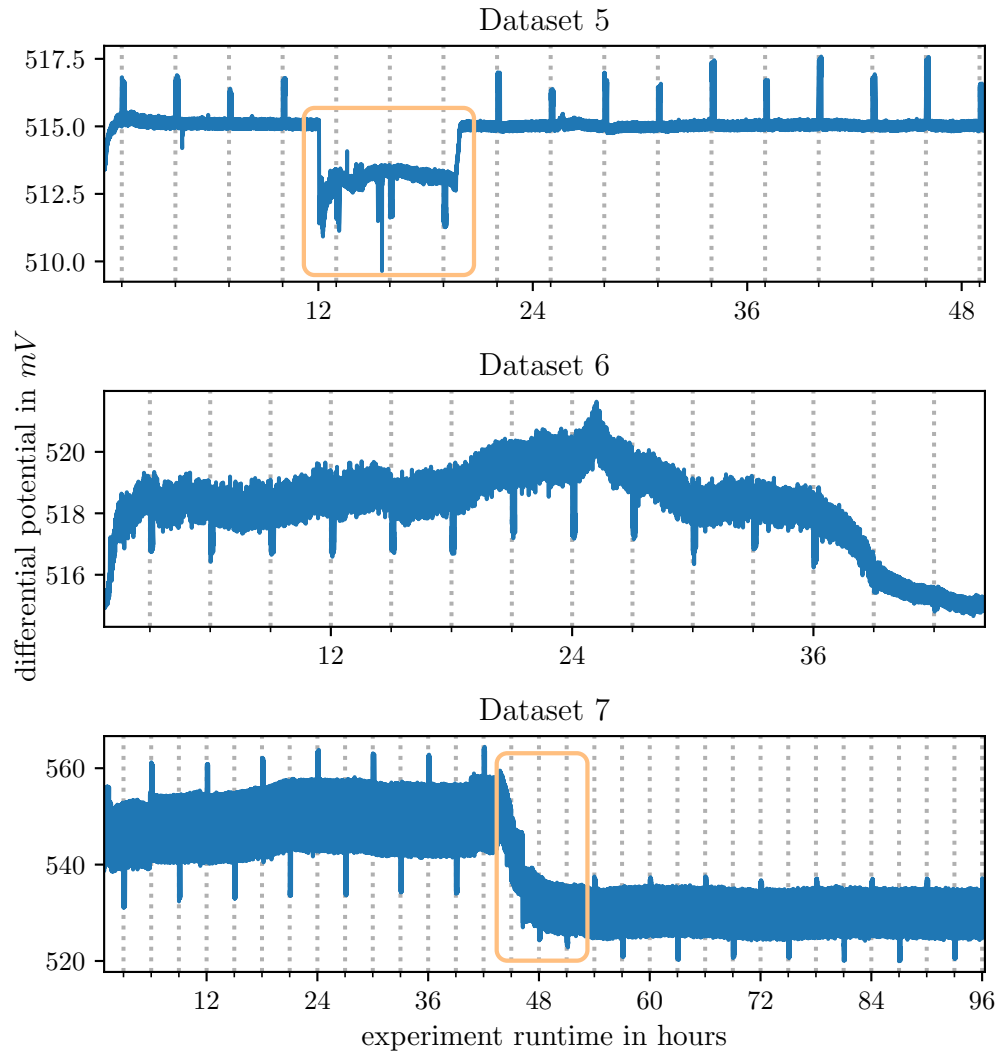 Dataset 5
517.5
515.0
512.5
510.0
12 24 36 48
differential potential in mV
Dataset 6
520
518
516
12 24 36
Dataset 7
560
540
520
12 24 36 48 60 72 84 96
experiment runtime in hours